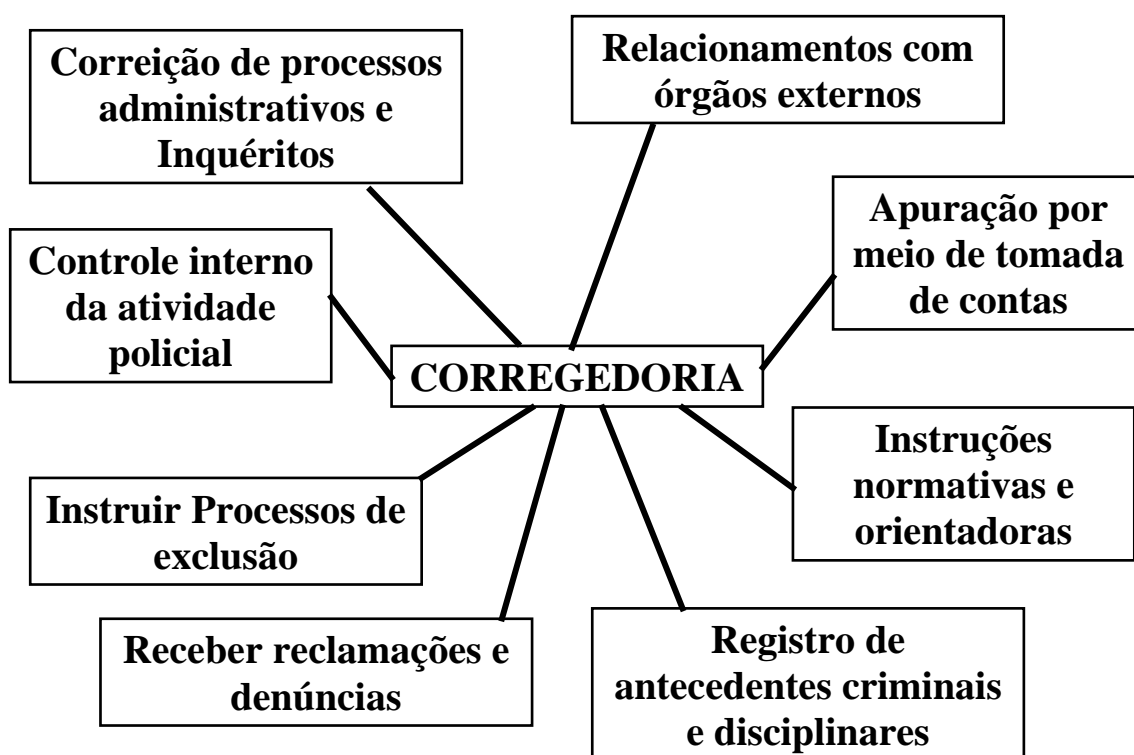 Correição de processos
administrativos e
Inquéritos
Relacionamentos com
órgãos externos
Controle interno
da atividade
policial
Apuração por
meio de tomada
de contas
CORREGEDORIA
Instruir Processos de
exclusão
Instruções
normativas e
orientadoras
Receber reclamações e
denúncias
Registro de
antecedentes criminais
e disciplinares